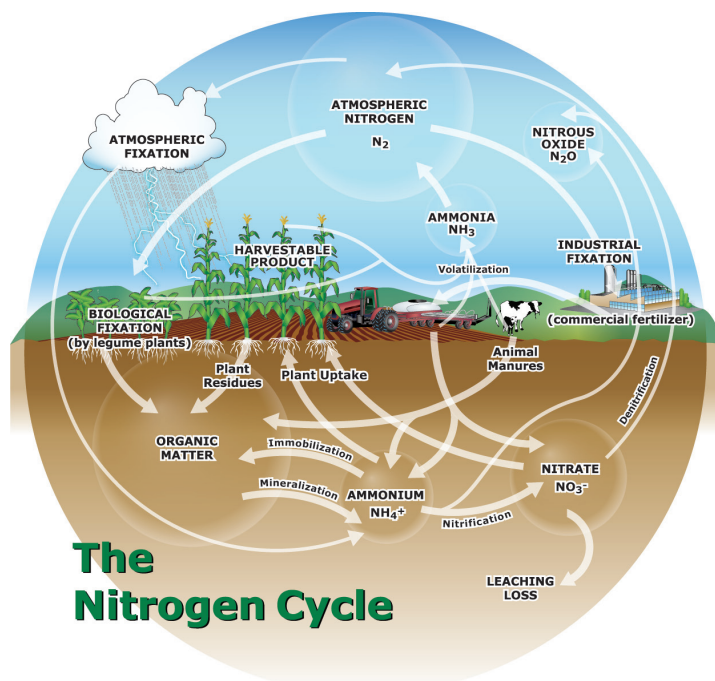 ATMOSPHERIC
NITROGEN
N₂
ATMOSPHERIC
FIXATION
NITROUS
OXIDE
N₂O
AMMONIA
NH₃
HARVESTABLE
PRODUCT
Volatilization
INDUSTRIAL
FIXATION
(commercial fertilizer)
BIOLOGICAL
FIXATION
(by legume plants)
Plant
Residues
Plant Uptake
Animal
Manures
Denitrification
ORGANIC
MATTER
Immobilization
Mineralization
AMMONIUM
NH₄⁺
Nitrification
NITRATE
NO₃⁻
LEACHING
LOSS
The
Nitrogen Cycle